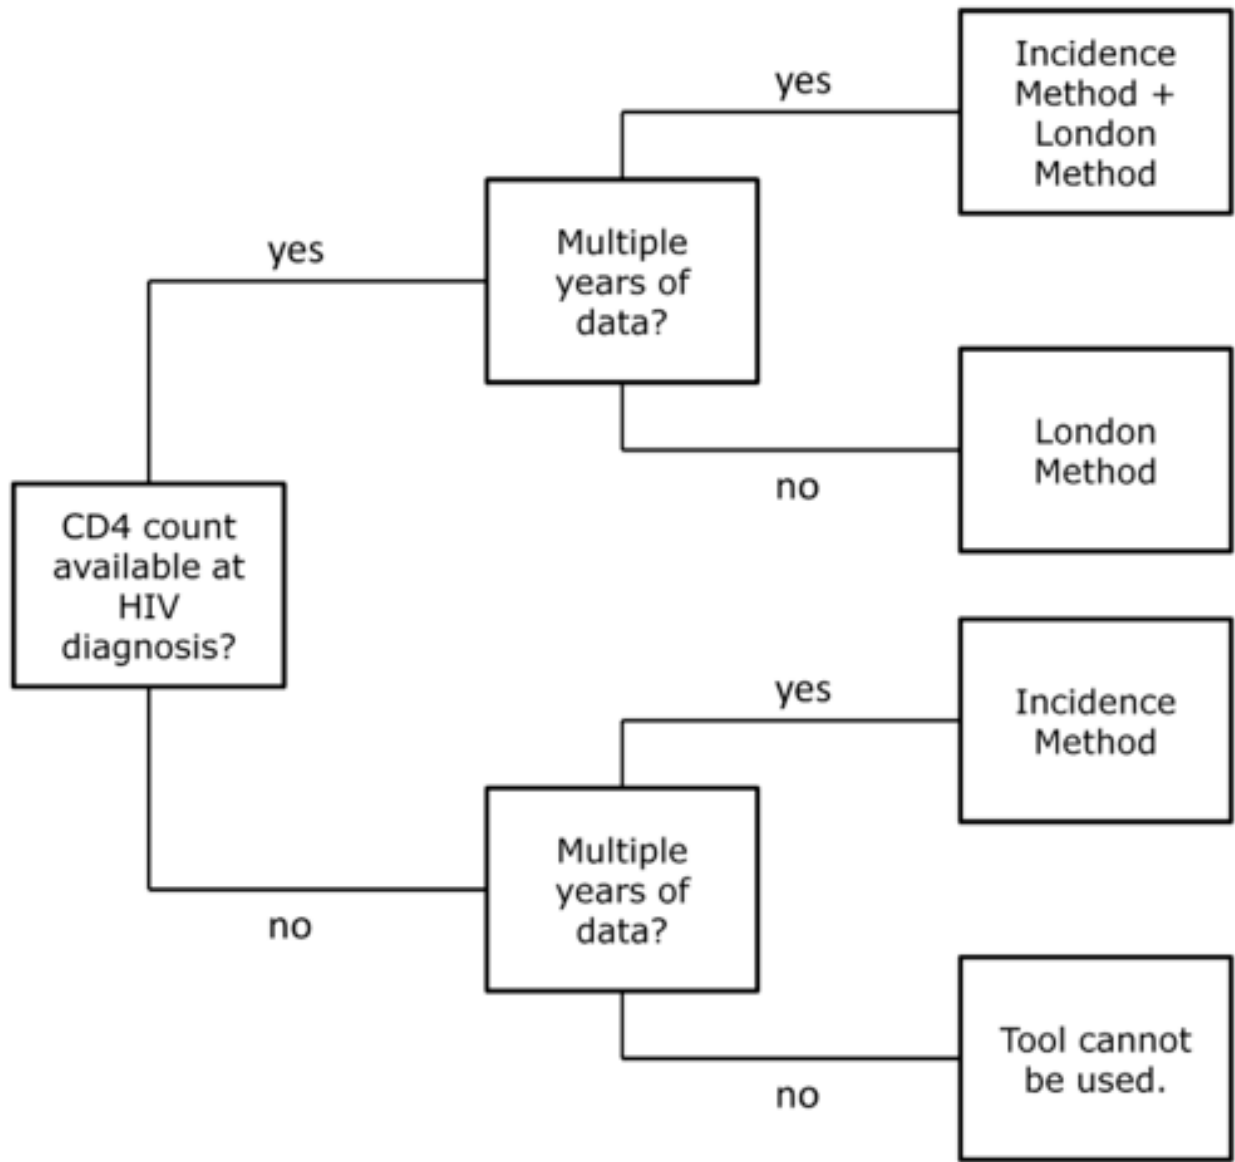 yes
Incidence
Method +
London
Method
yes
Multiple
years of
data?
no
London
Method
CD4 count
available at
HIV
diagnosis?
yes
Incidence
Method
no
Multiple
years of
data?
no
Tool cannot
be used.